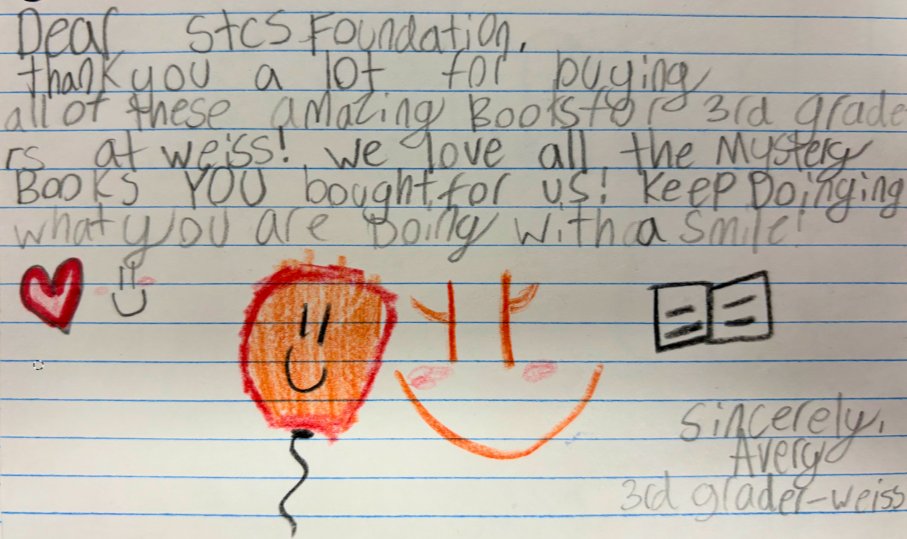 Dear StCS Foundation,
thank you a lot for buying
all of these amazing Books for 3rd grade
rs at weiss! we love all the Mystery
Books YOU bought for us! Keep Doinging
what you are Doing with a smile!
Sincerely,
Avery
3rd grader-weiss